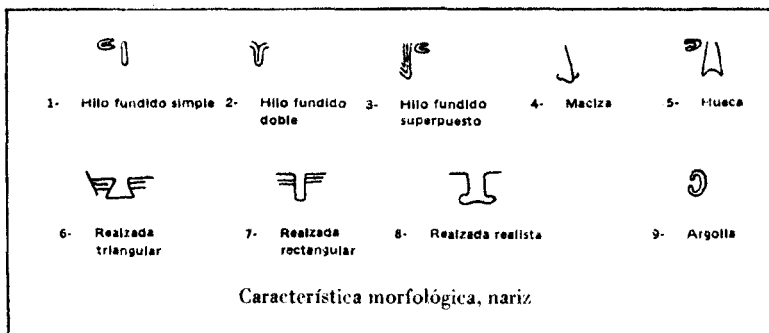 1- Hilo fundido simple 2- Hilo fundido doble 3- Hilo fundido superpuesto 4- Maciza 5- Hueca
6- Realzada triangular 7- Realzada rectangular 8- Realzada realista 9- Argolla
Característica morfológica, nariz